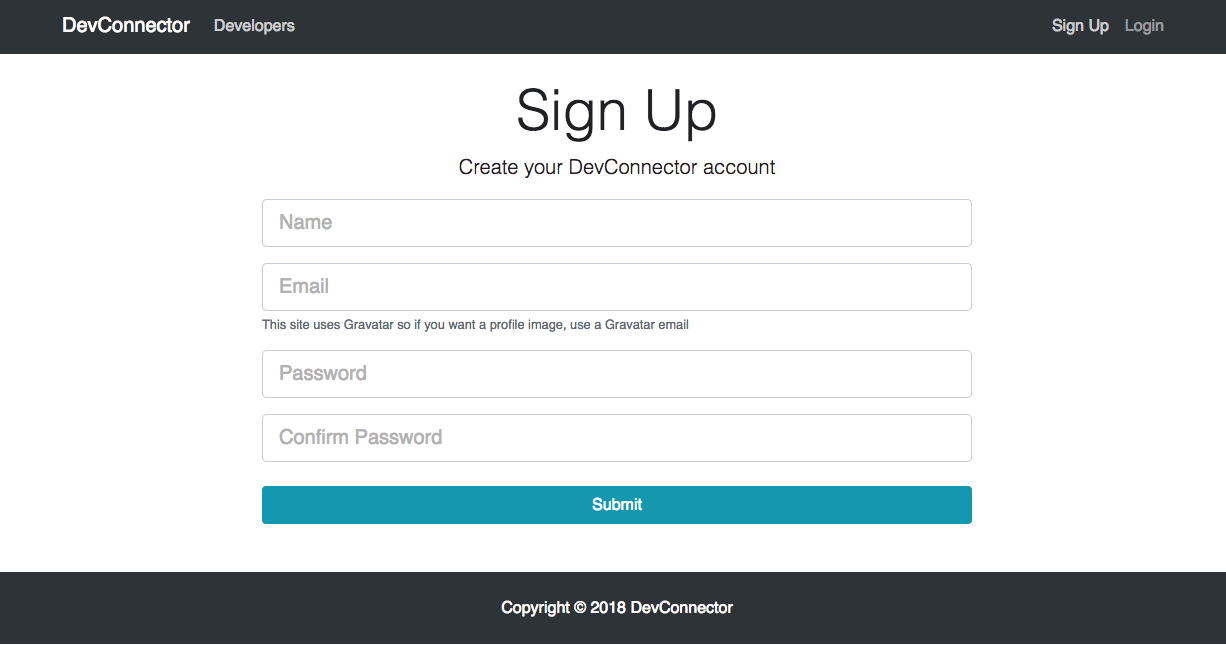 DevConnector Developers Sign Up Login
Sign Up
Create your DevConnector account
Name
Email
This site uses Gravatar so if you want a profile image, use a Gravatar email
Password
Confirm Password
Submit
Copyright © 2018 DevConnector